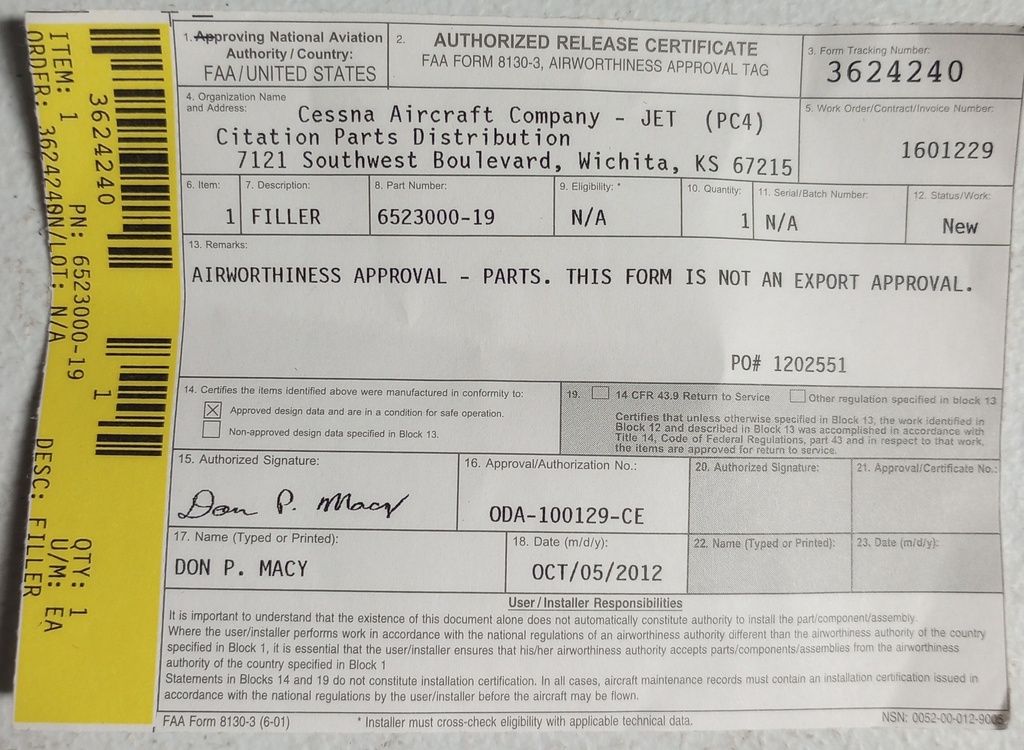 ITEM: 1
ORDER: 3624240
3624240
N/LOT: N/A
PN: 6523000-19
1
DESC: FILLER
QTY: 1
U/M: EA
1. Approving National Aviation
Authority / Country:
FAA/UNITED STATES
2. AUTHORIZED RELEASE CERTIFICATE
FAA FORM 8130-3, AIRWORTHINESS APPROVAL TAG
3. Form Tracking Number:
3624240
4. Organization Name
and Address:
Cessna Aircraft Company - JET (PC4)
Citation Parts Distribution
7121 Southwest Boulevard, Wichita, KS 67215
5. Work Order/Contract/Invoice Number:
1601229
6. Item:
1
7. Description:
FILLER
8. Part Number:
6523000-19
9. Eligibility: *
N/A
10. Quantity:
1
11. Serial/Batch Number:
N/A
12. Status/Work:
New
13. Remarks:
AIRWORTHINESS APPROVAL - PARTS. THIS FORM IS NOT AN EXPORT APPROVAL.
PO# 1202551
14. Certifies the items identified above were manufactured in conformity to:
Approved design data and are in a condition for safe operation.
Non-approved design data specified in Block 13.
19. 14 CFR 43.9 Return to Service Other regulation specified in block 13
Certifies that unless otherwise specified in Block 13, the work identified in
Block 12 and described in Block 13 was accomplished in accordance with
Title 14, Code of Federal Regulations, part 43 and in respect to that work,
the items are approved for return to service.
15. Authorized Signature:
Don P. Macy
16. Approval/Authorization No.:
ODA-100129-CE
20. Authorized Signature:
21. Approval/Certificate No.:
17. Name (Typed or Printed):
DON P. MACY
18. Date (m/d/y):
OCT/05/2012
22. Name (Typed or Printed):
23. Date (m/d/y):
User / Installer Responsibilities
It is important to understand that the existence of this document alone does not automatically constitute authority to install the part/component/assembly.
Where the user/installer performs work in accordance with the national regulations of an airworthiness authority different than the airworthiness authority of the country
specified in Block 1, it is essential that the user/installer ensures that his/her airworthiness authority accepts parts/components/assemblies from the airworthiness
authority of the country specified in Block 1
Statements in Blocks 14 and 19 do not constitute installation certification. In all cases, aircraft maintenance records must contain an installation certification issued in
accordance with the national regulations by the user/installer before the aircraft may be flown.
FAA Form 8130-3 (6-01)
* Installer must cross-check eligibility with applicable technical data.
NSN: 0052-00-012-9005